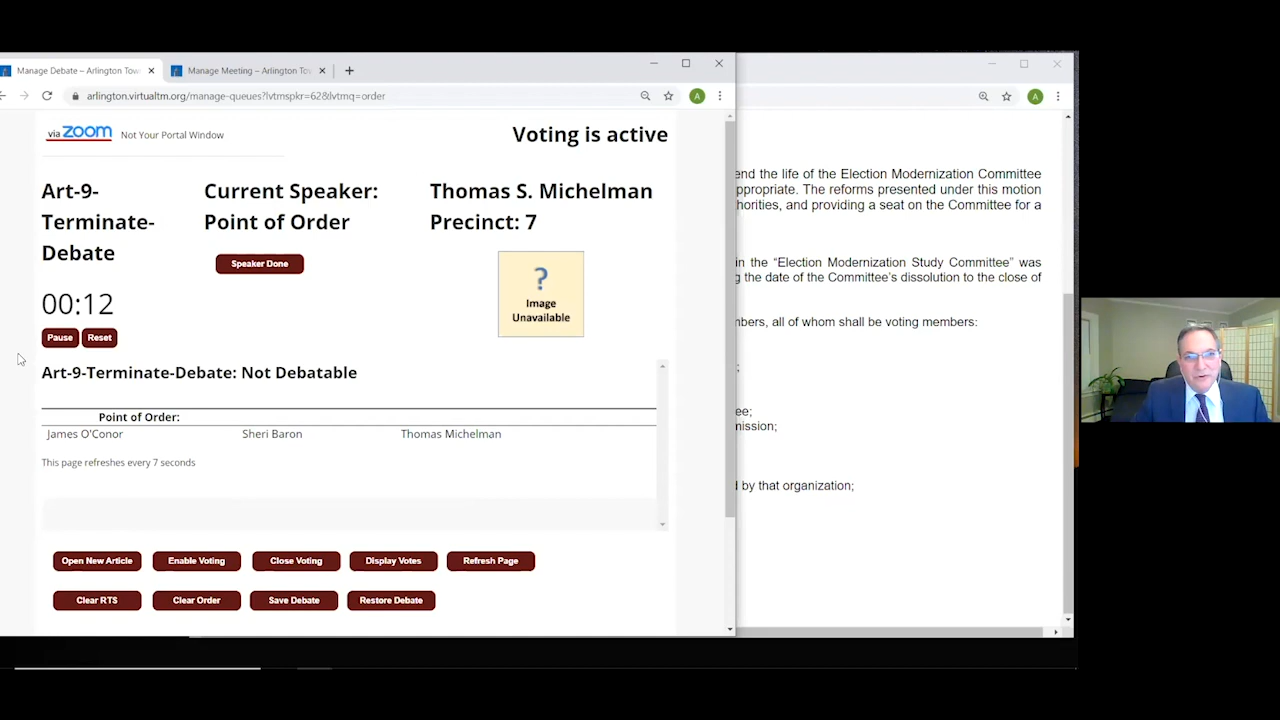 Manage Debate – Arlington Tow
Manage Meeting – Arlington To
arlington.virtualtm.org/manage-queues?lvtmspkr=62&lvtmq=order
A
A
via zoom Not Your Portal Window
Voting is active
Art-9-
Terminate-
Debate
Current Speaker:
Point of Order
Thomas S. Michelman
Precinct: 7
Speaker Done
?
Image
Unavailable
00:12
Pause Reset
Art-9-Terminate-Debate: Not Debatable
Point of Order:
James O'Conor Sheri Baron Thomas Michelman
This page refreshes every 7 seconds
Open New Article Enable Voting Close Voting Display Votes Refresh Page
Clear RTS Clear Order Save Debate Restore Debate
end the life of the Election Modernization Committee
ppropriate. The reforms presented under this motion
horities, and providing a seat on the Committee for a
in the “Election Modernization Study Committee” was
g the date of the Committee’s dissolution to the close of
mbers, all of whom shall be voting members:
;
ee;
mission;
d by that organization;